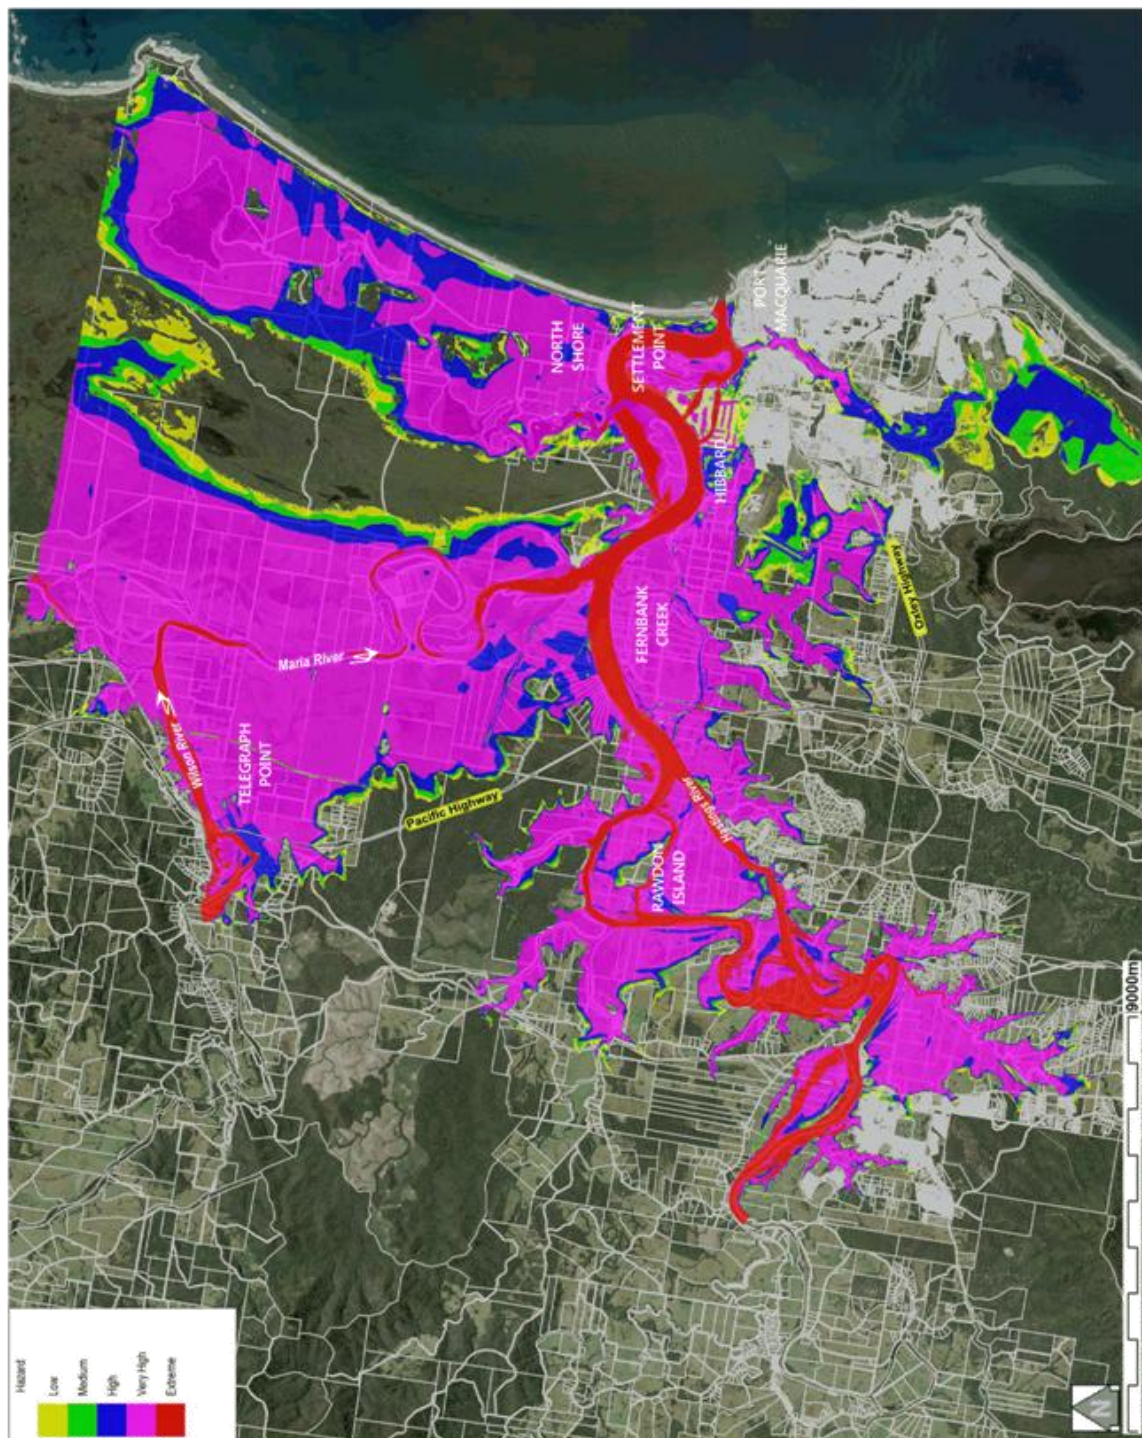 Hazard
Low
Medium
High
Very High
Extreme
Wilson River
TELEGRAPH
POINT
Maria River
Pacific Highway
NORTH
SHORE
SETTLEMENT
POINT
PORT
MACQUARIE
HIBBARD
FERNBANK
CREEK
Oxley Highway
Hastings River
RAWDON
ISLAND
9000m
N